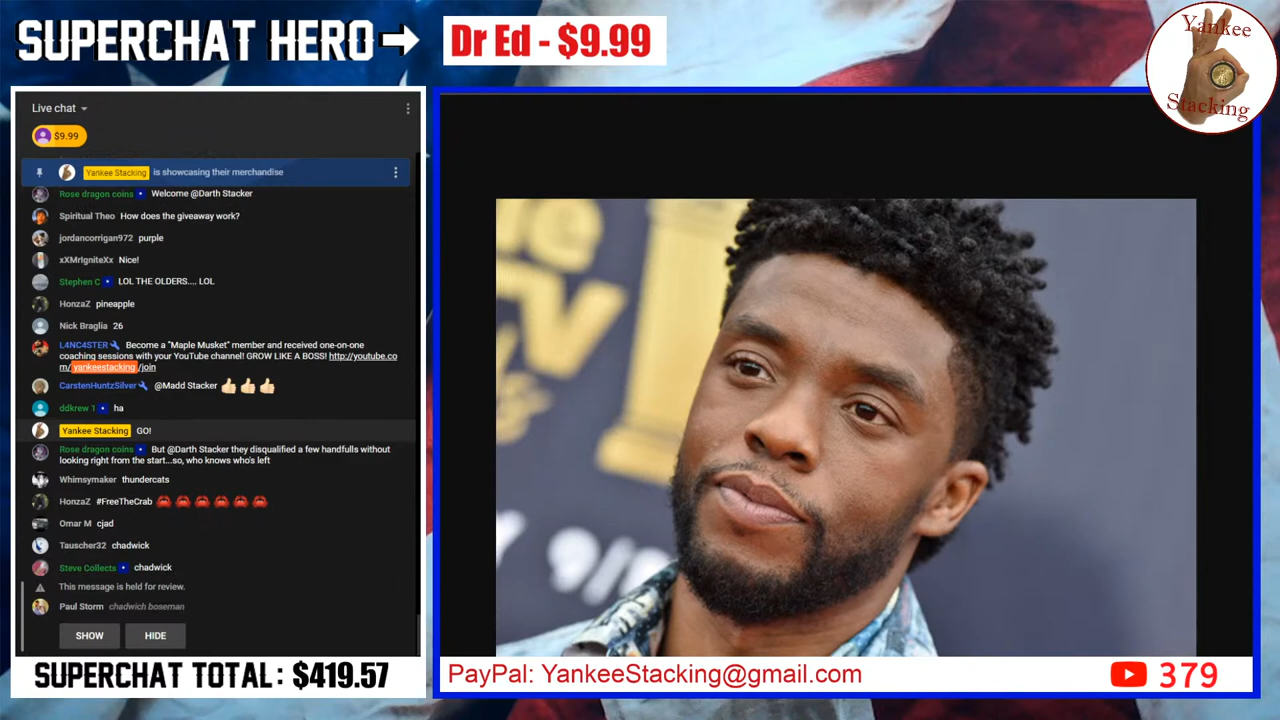 SUPERCHAT HERO
Dr Ed - $9.99
Yankee
Stacking
Live chat
$9.99
Yankee Stacking is showcasing their merchandise
Rose dragon coins Welcome @Darth Stacker
Spiritual Theo How does the giveaway work?
jordancorrigan972 purple
xXMrIgniteXx Nice!
Stephen C LOL THE OLDERS.... LOL
HonzaZ pineapple
Nick Braglia 26
L4NC4STER Become a "Maple Musket" member and received one-on-one
coaching sessions with your YouTube channel! GROW LIKE A BOSS! http://youtube.co
m/yankeestacking/join
CarstenHuntzSilver @Madd Stacker
ddkrew 1 ha
Yankee Stacking GO!
Rose dragon coins But @Darth Stacker they disqualified a few handfulls without
looking right from the start...so, who knows who's left
Whimsymaker thundercats
HonzaZ #FreeTheCrab
Omar M cjad
Tauscher32 chadwick
Steve Collects chadwick
This message is held for review.
Paul Storm chadwich boseman
SHOW HIDE
SUPERCHAT TOTAL: $419.57
PayPal: YankeeStacking@gmail.com
379